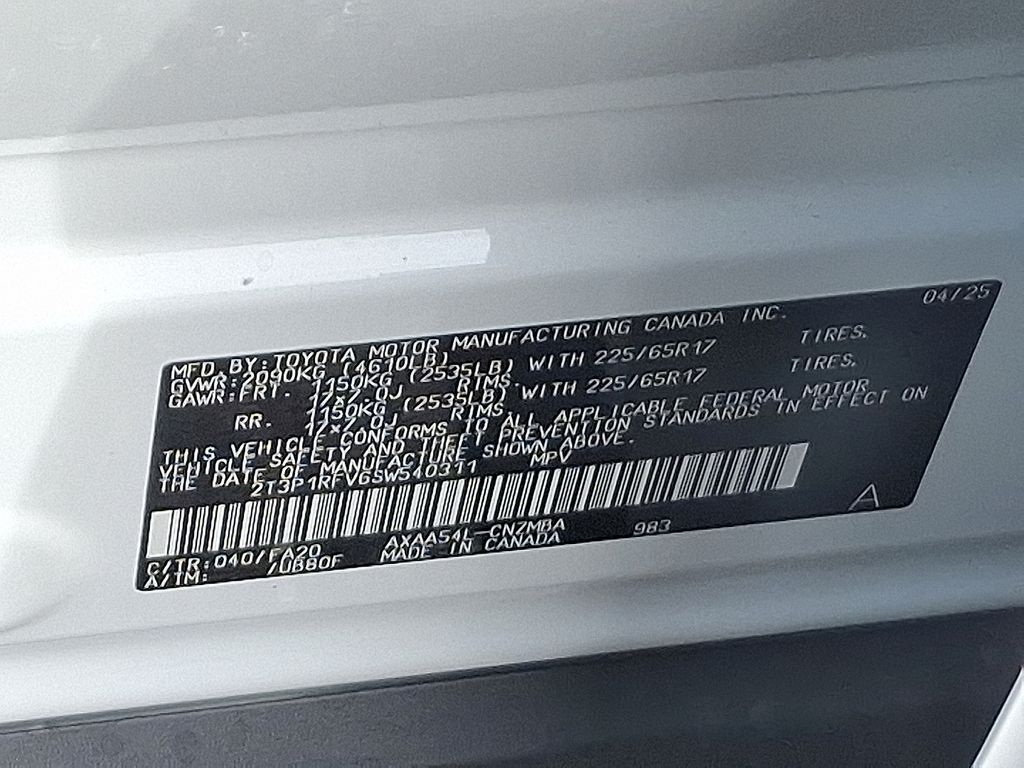 04/25
MFD.BY:TOYOTA MOTOR MANUFACTURING CANADA INC.
GVWR:2090KG (4610LB)
GAWR:FRT. 1150KG (2535LB) WITH 225/65R17 TIRES.
17x7.0J RIMS.
RR. 1150KG (2535LB) WITH 225/65R17 TIRES.
17x7.0J RIMS.
THIS VEHICLE CONFORMS TO ALL APPLICABLE FEDERAL MOTOR
VEHICLE SAFETY AND THEFT PREVENTION STANDARDS IN EFFECT ON
THE DATE OF MANUFACTURE SHOWN ABOVE.
2T3P1RFV6SW540311 MPV
A
C/TR:040/FA20 AXAA54L-CNZMBA 983
A/TM: /UB80F MADE IN CANADA